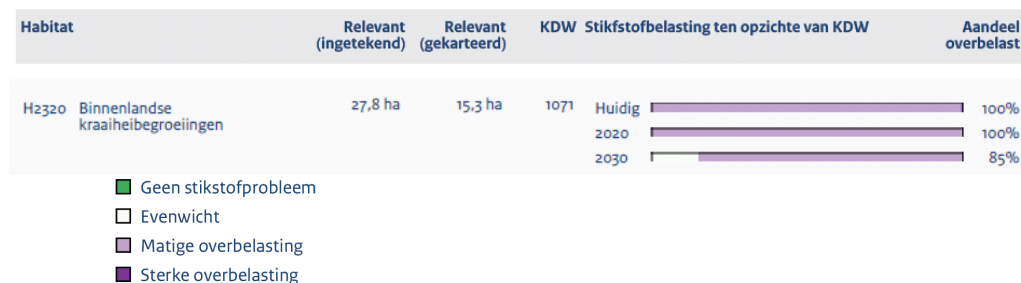 Habitat Relevant (ingetekend) Relevant (gekarteerd) KDW Stikfstofbelasting ten opzichte van KDW Aandeel overbelast
H2320 Binnenlandse kraaiheibegroeiingen 27,8 ha 15,3 ha 1071 Huidig 100%
2020 100%
2030 85%
Geen stikstofprobleem
Evenwicht
Matige overbelasting
Sterke overbelasting